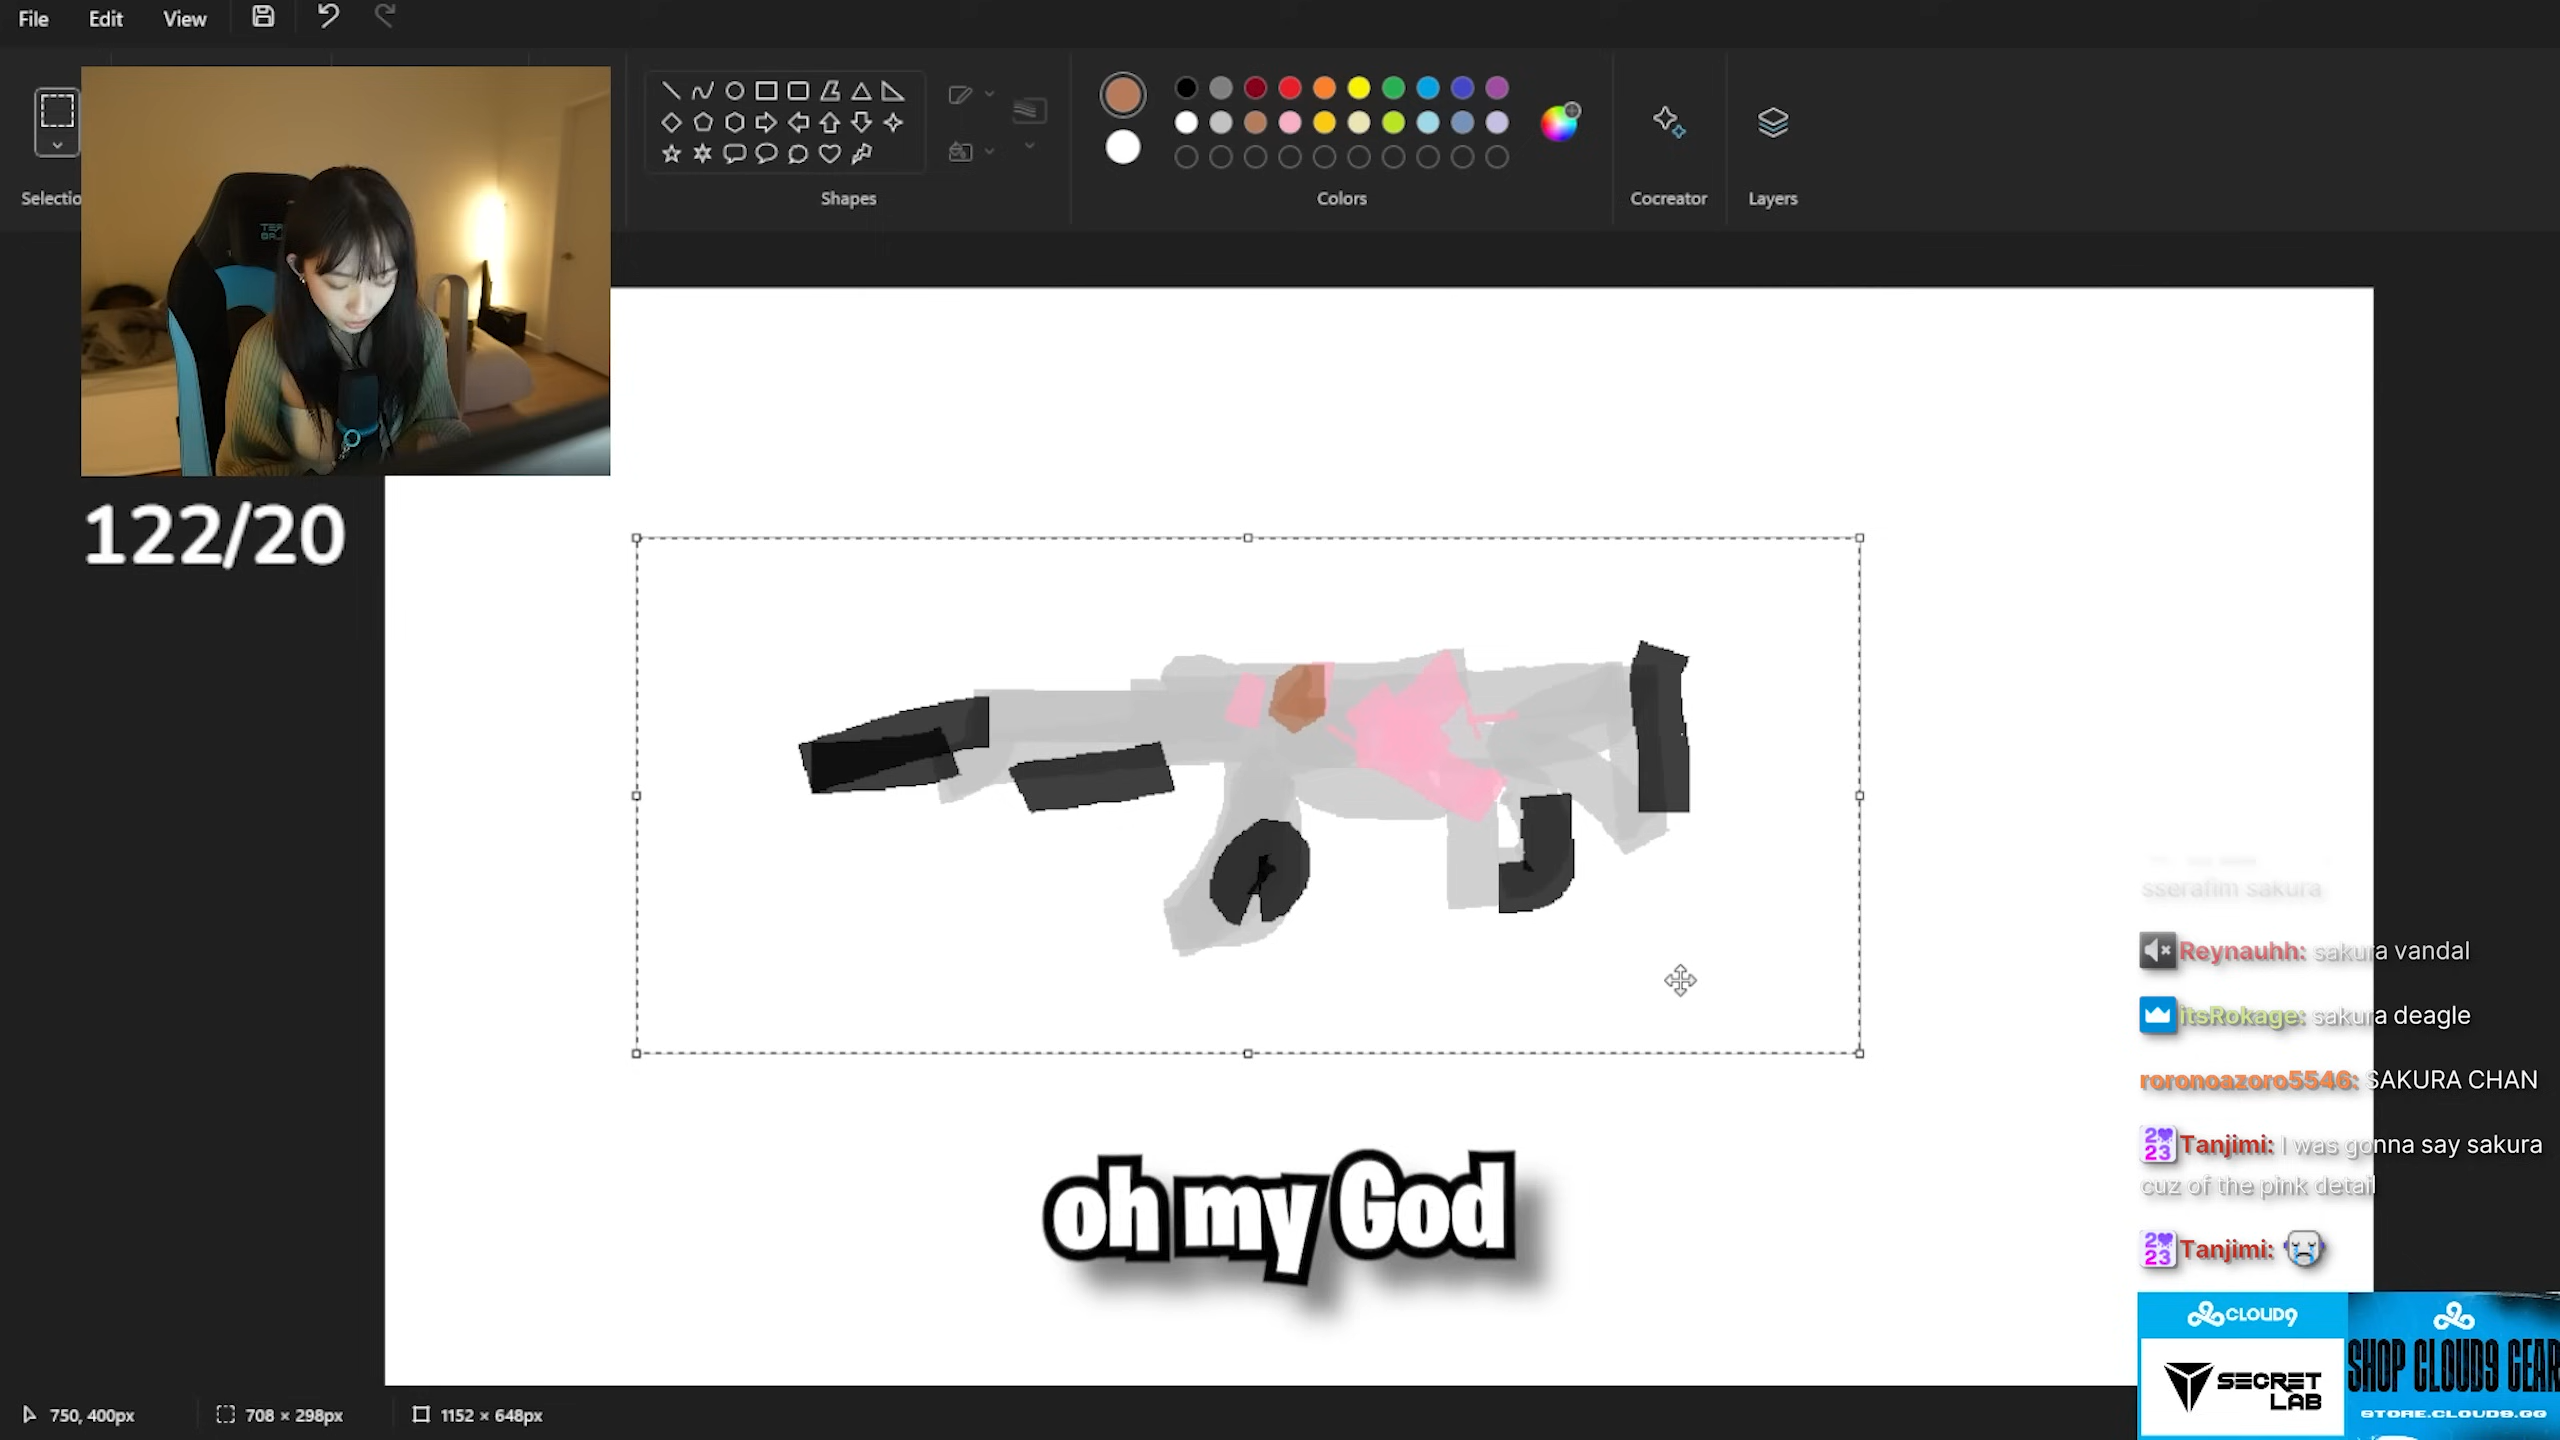 File Edit View
Selectio
Shapes
Colors
Cocreator
Layers
122/20
sserafim sakura
Reynauhh: sakura vandal
itsRokage: sakura deagle
roronoazoro5546: SAKURA CHAN
2023 Tanjimi: I was gonna say sakura
cuz of the pink detail
2023 Tanjimi:
oh my God
CLOUD9
SECRET
LAB
SHOP CLOUD9 GEAR
STORE.CLOUD9.GG
750, 400px
708 × 298px
1152 × 648px